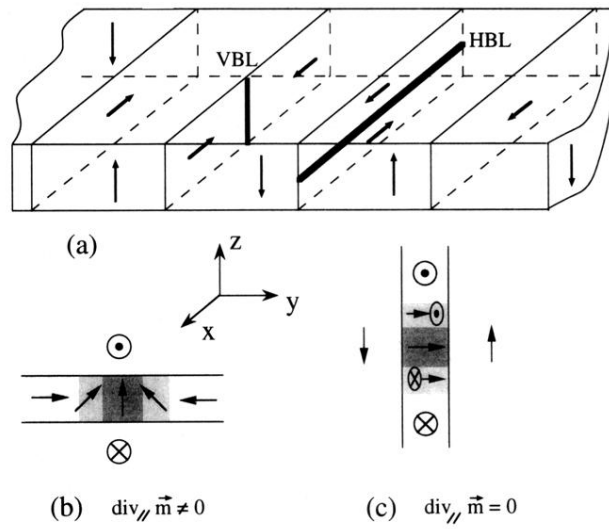 VBL
HBL
(a)
z
y
x
(b) div// m⃗ ≠ 0
(c) div// m⃗ = 0